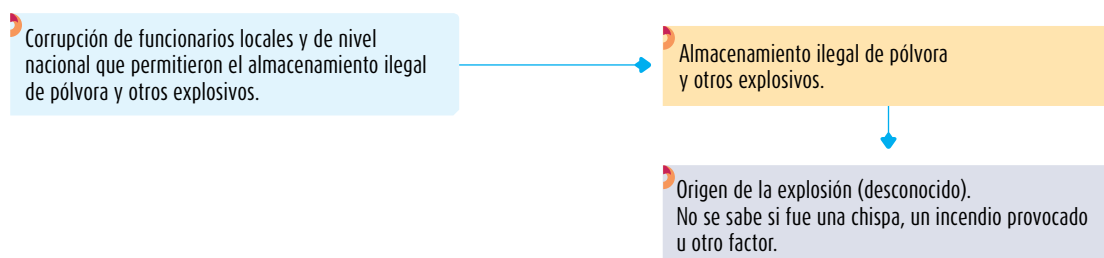 Corrupción de funcionarios locales y de nivel
nacional que permitieron el almacenamiento ilegal
de pólvora y otros explosivos.
Almacenamiento ilegal de pólvora
y otros explosivos.
Origen de la explosión (desconocido).
No se sabe si fue una chispa, un incendio provocado
u otro factor.